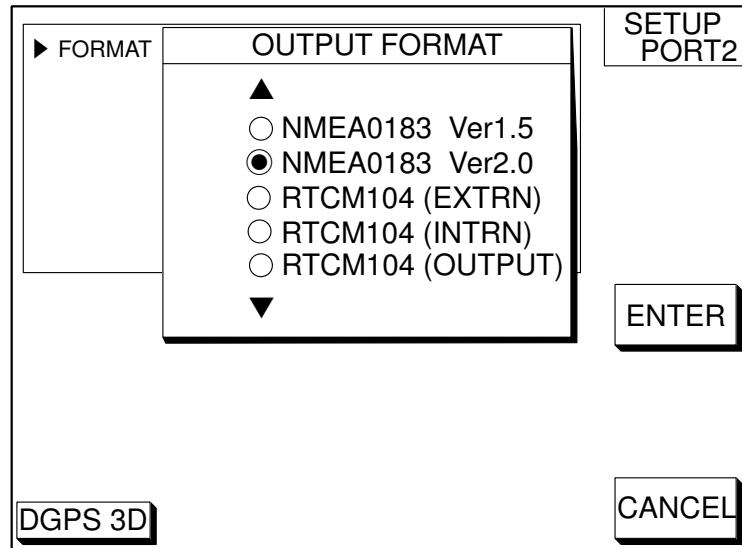 SETUP
PORT2
▶ FORMAT
OUTPUT FORMAT
▲
NMEA0183 Ver1.5
NMEA0183 Ver2.0
RTCM104 (EXTRN)
RTCM104 (INTRN)
RTCM104 (OUTPUT)
▼
ENTER
DGPS 3D
CANCEL